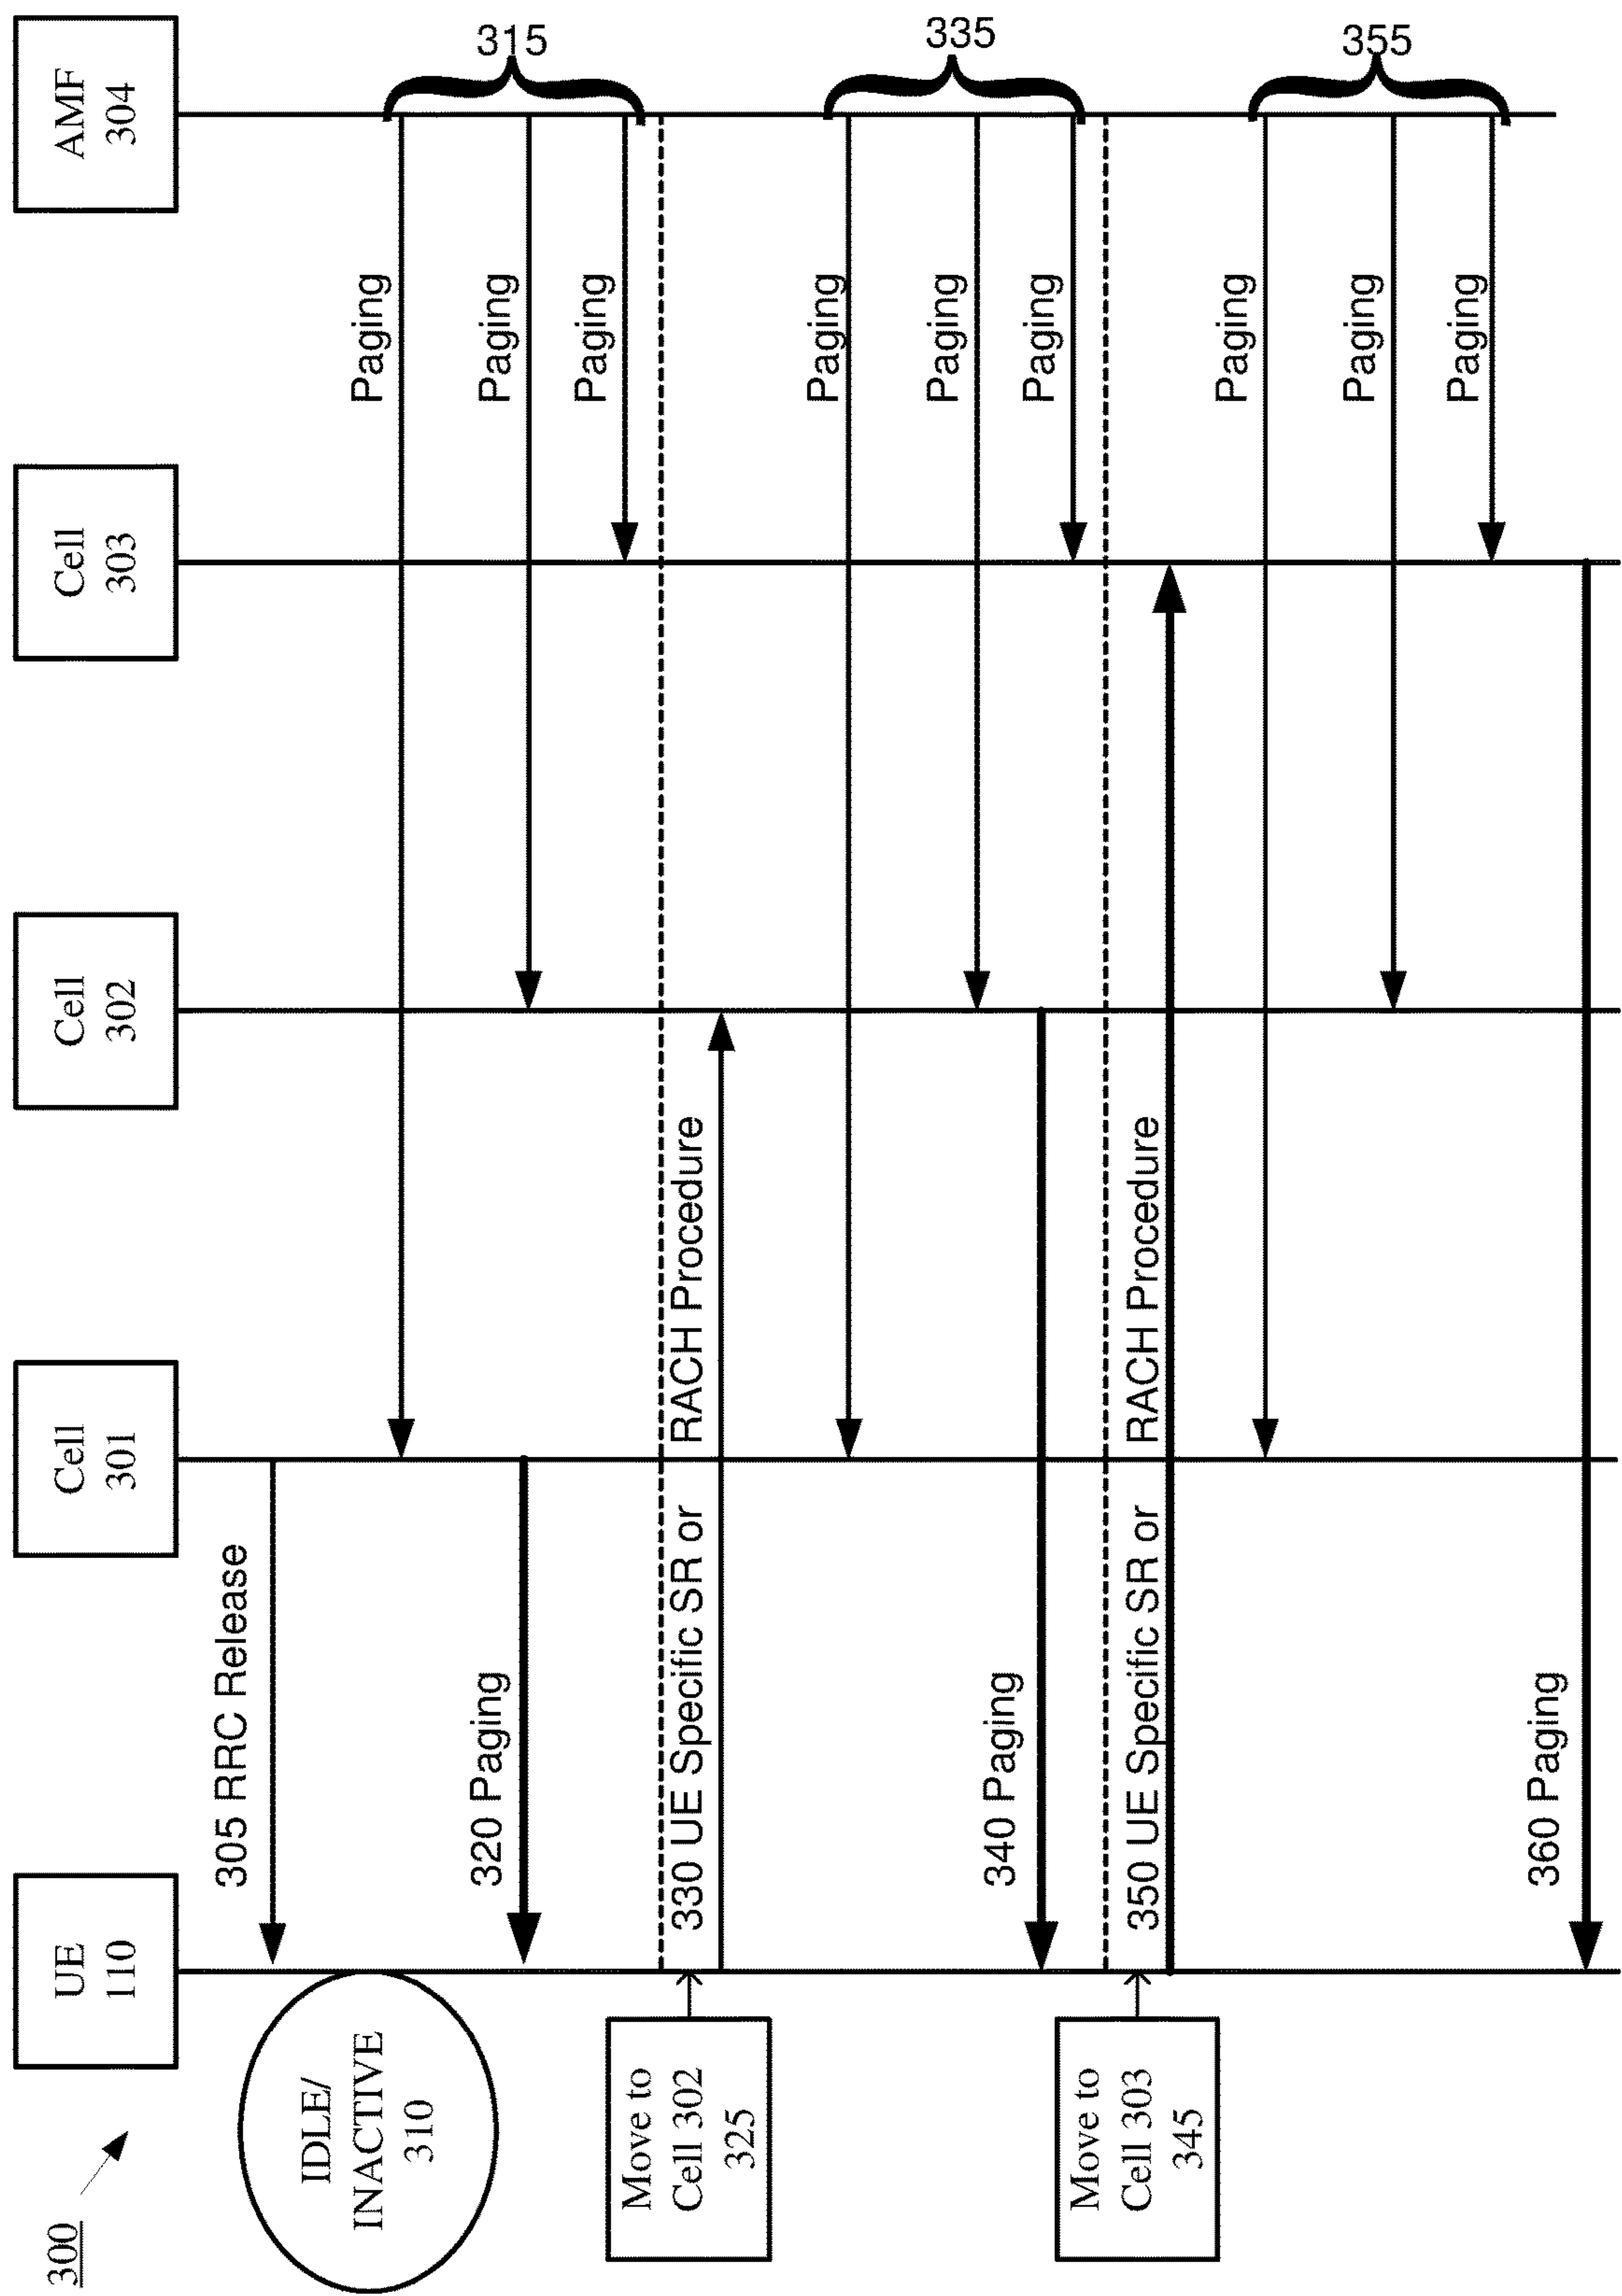 300
UE
110
Cell
301
Cell
302
Cell
303
AMF
304
305 RRC Release
IDLE/
INACTIVE
310
315
Paging
Paging
Paging
320 Paging
Move to
Cell 302
325
330 UE Specific SR or RACH Procedure
335
Paging
Paging
Paging
340 Paging
Move to
Cell 303
345
350 UE Specific SR or RACH Procedure
355
Paging
Paging
Paging
360 Paging